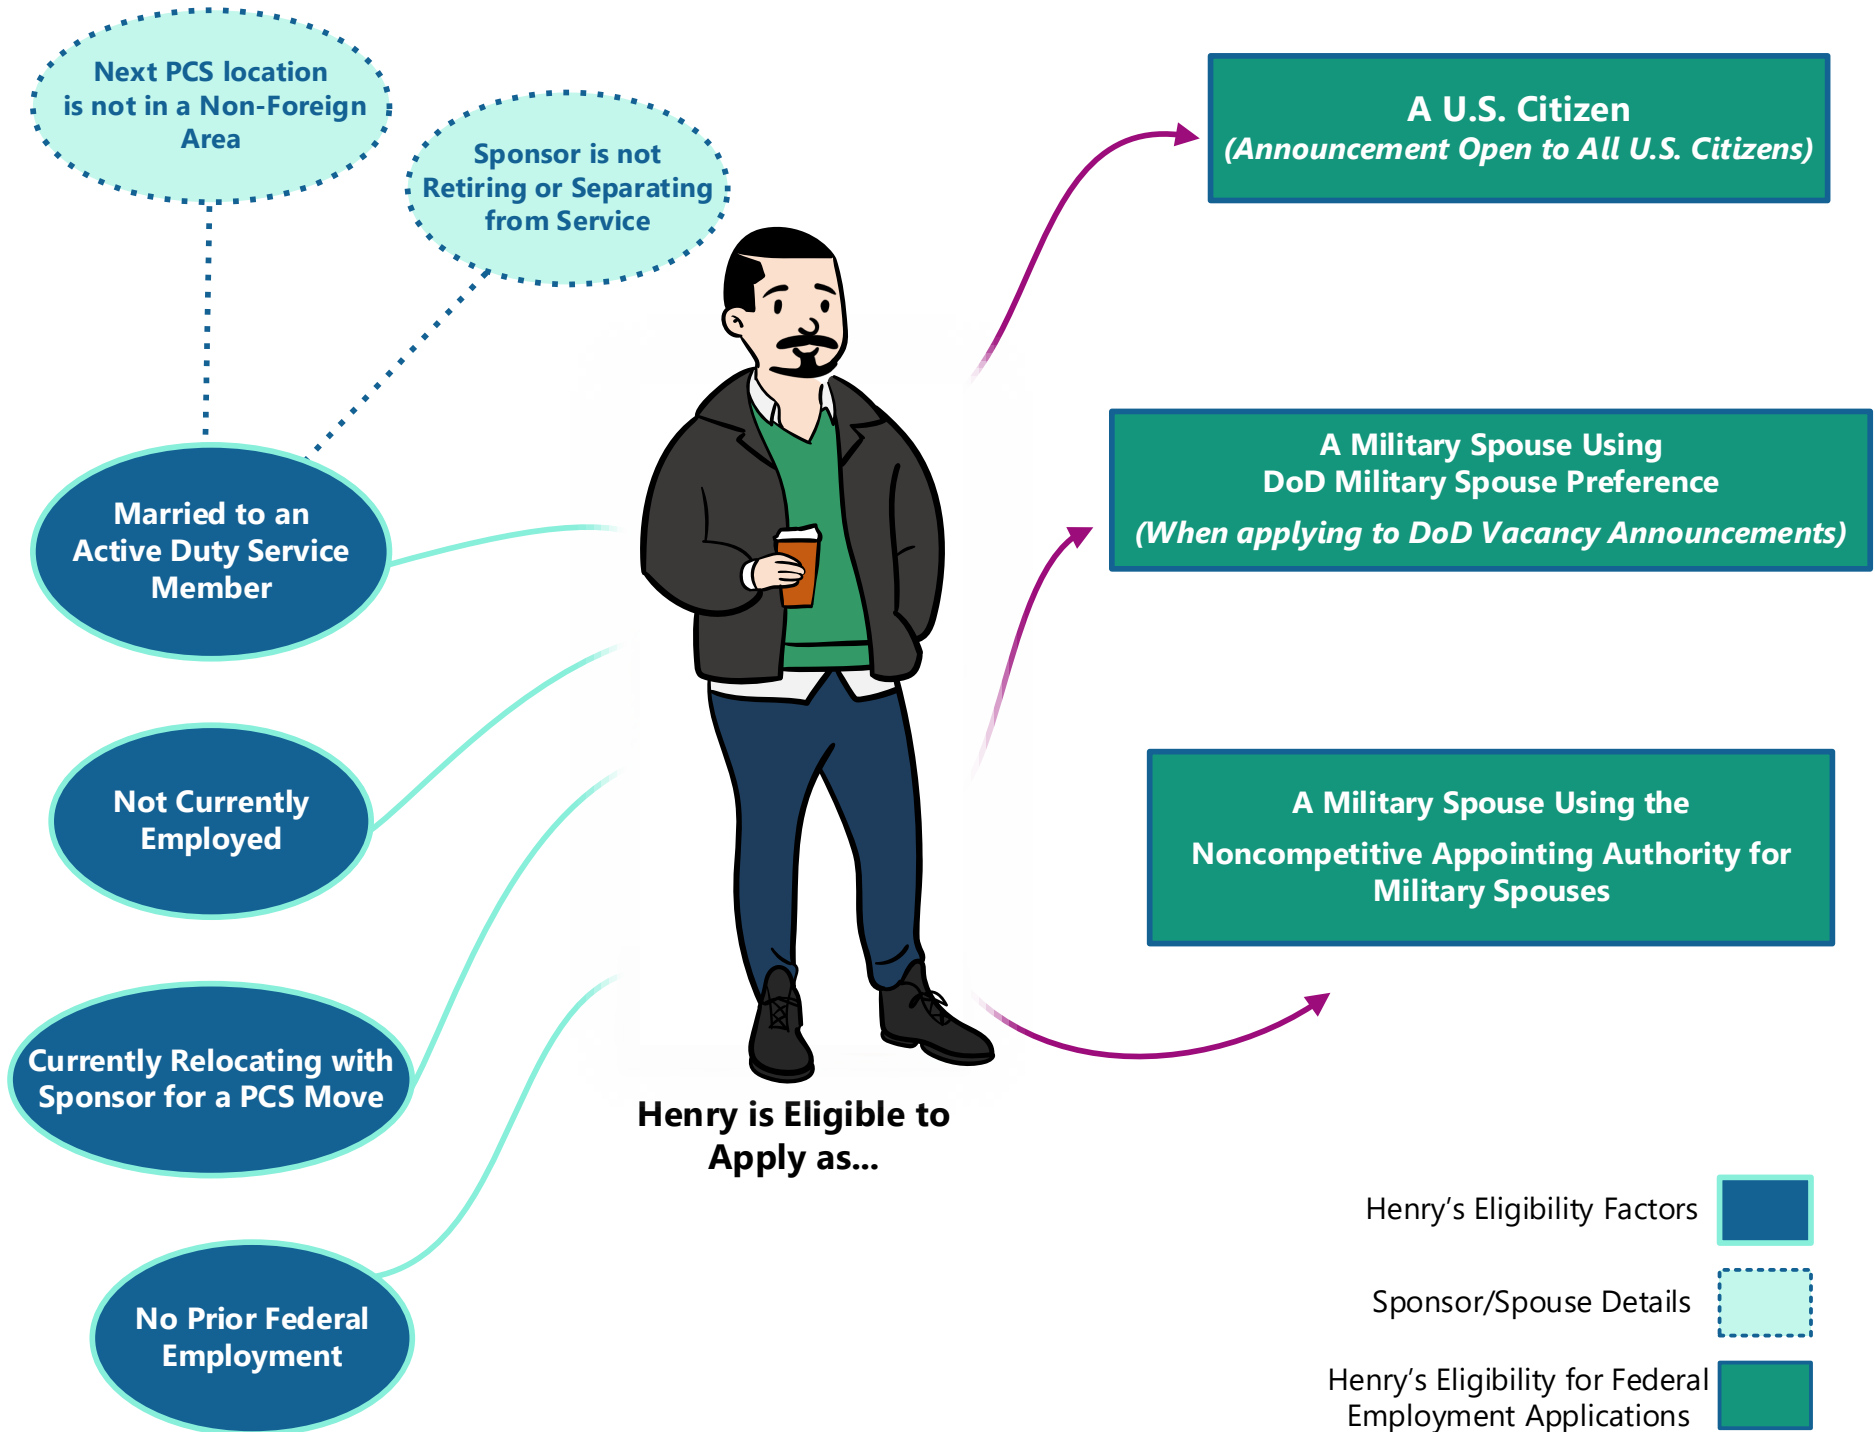 Next PCS location
is not in a Non-Foreign
Area
Sponsor is not
Retiring or Separating
from Service
Married to an
Active Duty Service
Member
Not Currently
Employed
Currently Relocating with
Sponsor for a PCS Move
No Prior Federal
Employment
Henry is Eligible to
Apply as...
A U.S. Citizen
(Announcement Open to All U.S. Citizens)
A Military Spouse Using
DoD Military Spouse Preference
(When applying to DoD Vacancy Announcements)
A Military Spouse Using the
Noncompetitive Appointing Authority for
Military Spouses
Henry’s Eligibility Factors
Sponsor/Spouse Details
Henry’s Eligibility for Federal
Employment Applications